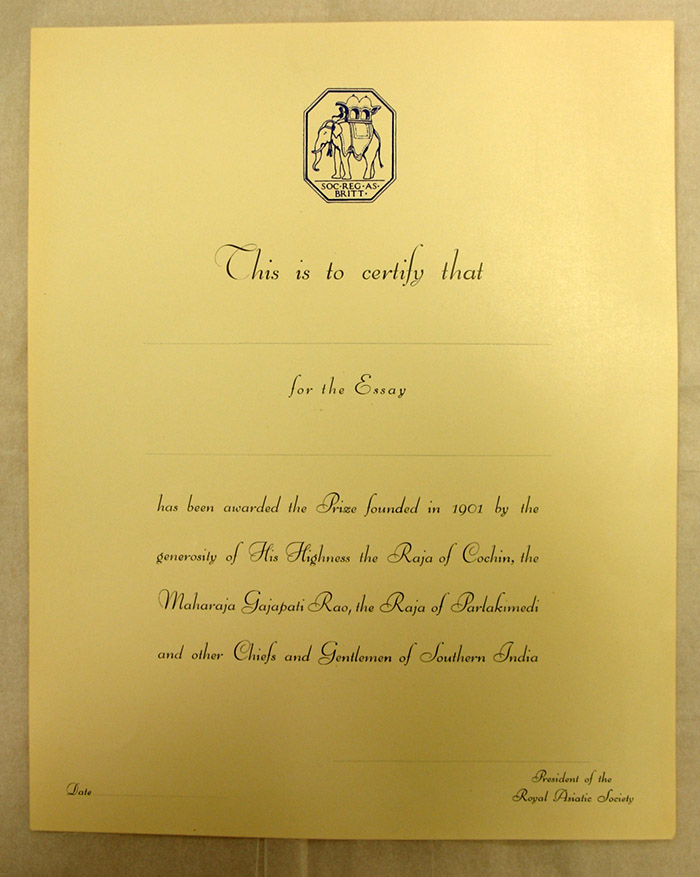 SOC·REG·AS·
BRITT·
This is to certify that
for the Essay
has been awarded the Prize founded in 1901 by the
generosity of His Highness the Raja of Cochin, the
Maharaja Gajapati Rao, the Raja of Parlakimedi
and other Chiefs and Gentlemen of Southern India
President of the
Date
Royal Asiatic Society